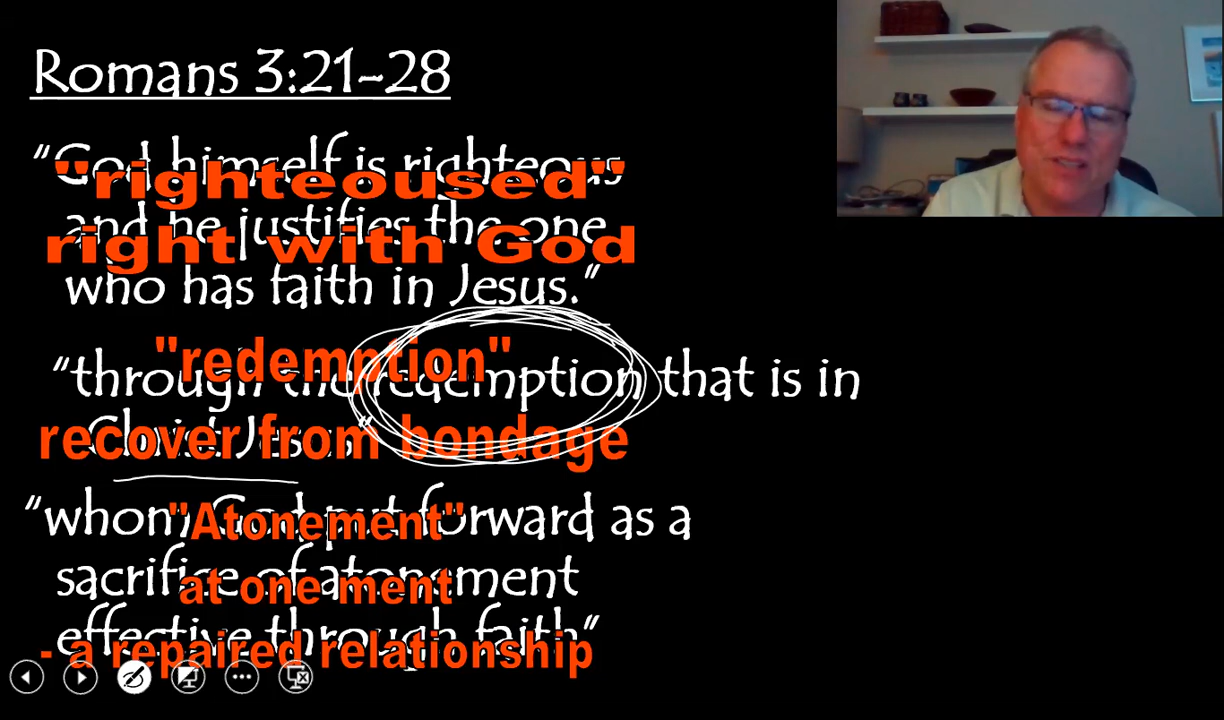 Romans 3:21-28
“God himself is righteous
"righteoused"
and he justifies the one
right with God
who has faith in Jesus.”
"redemption"
“through the redemption that is in
Christ Jesus”
recover from bondage
“whom God put forward as a
"Atonement"
sacrifice of atonement
at one ment
effective through faith”
- a repaired relationship